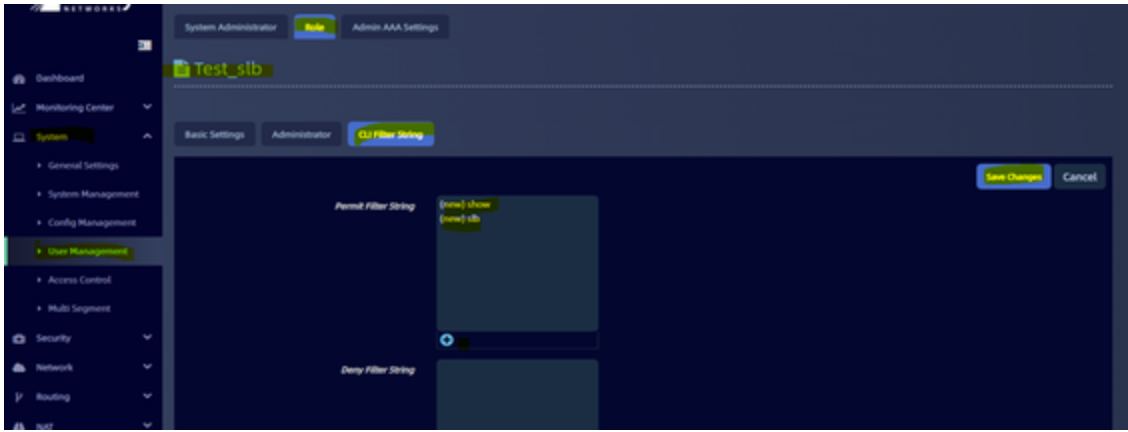 NETWORKS
System Administrator Role Admin AAA Settings
Test_slb
Basic Settings Administrator CLI Filter String
Save Changes Cancel
Permit Filter String
(new) show
(new) slb
Deny Filter String
Dashboard
Monitoring Center
System
General Settings
System Management
Config Management
User Management
Access Control
Multi Segment
Security
Network
Routing
NAT